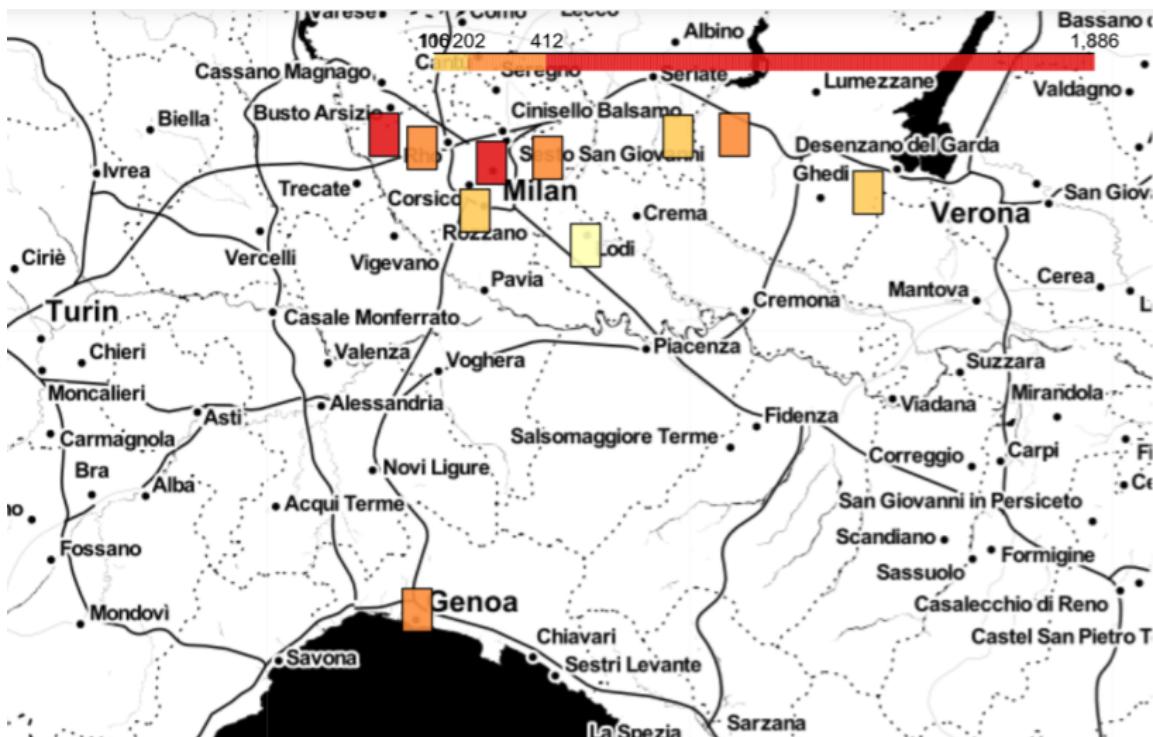 Varese
Como
Lecco
Bassano d
Albino
106 202
412
1,886
Cantù
Cassano Magnago
Seregno
Seriate
Lumezzane
Valdagno
Busto Arsizio
Cinisello Balsamo
Biella
Desenzano del Garda
Rho
Sesto San Giovanni
Ivrea
Ghedi
Trecate
Milan
San Giov
Corsico
Crema
Verona
Rozzano
Lodi
Ciriè
Vercelli
Vigevano
Pavia
Cerea
Mantova
Cremona
Turin
Casale Monferrato
Chieri
Valenza
Voghera
Piacenza
Suzzara
Moncalieri
Mirandola
Alessandria
Viadana
Asti
Fidenza
Carmagnola
Salsomaggiore Terme
Carpi
Correggio
Bra
Novi Ligure
Alba
Ce
Acqui Terme
San Giovanni in Persiceto
Fossano
Scandiano
Formigine
Sassuolo
Genoa
Casalecchio di Reno
Mondovì
Chiavari
Castel San Pietro T
Savona
Sestri Levante
La Spezia
Sarzana